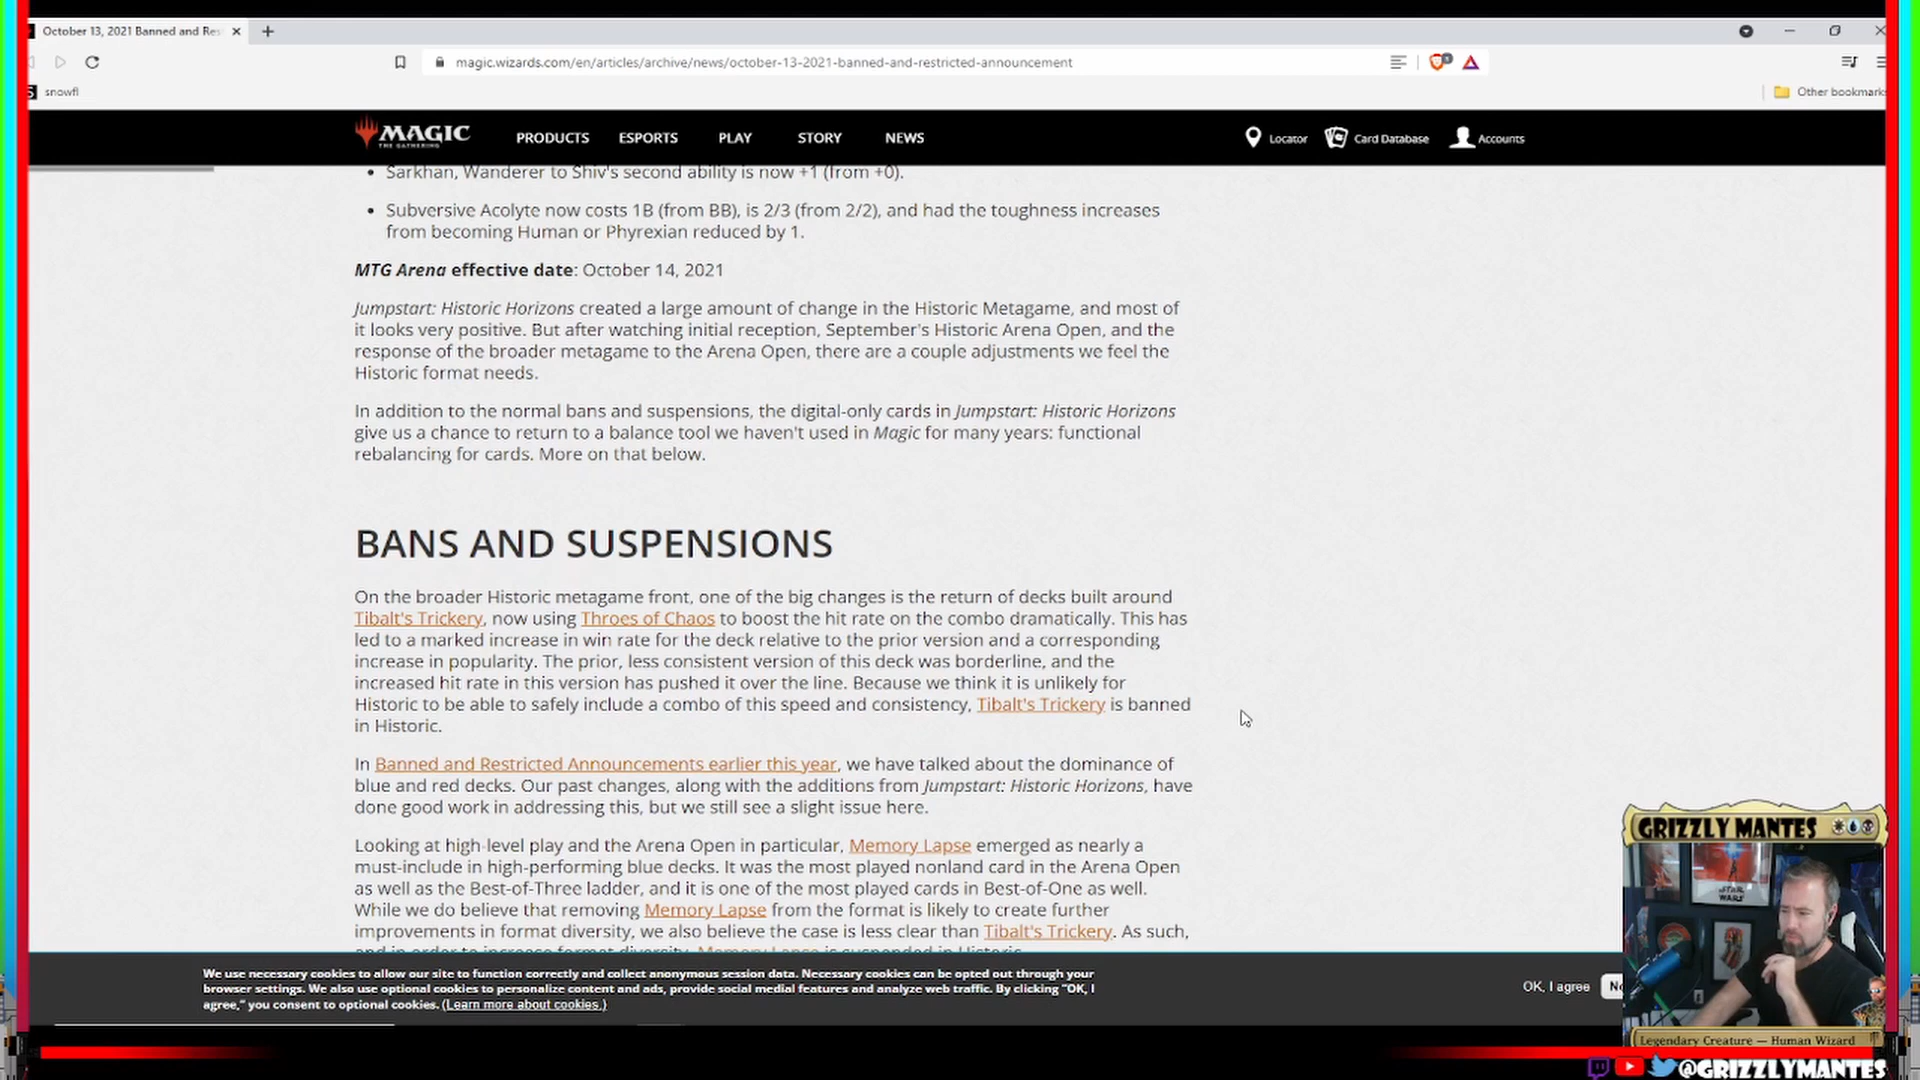 October 13, 2021 Banned and Res
magic.wizards.com/en/articles/archive/news/october-13-2021-banned-and-restricted-announcement
snowfl
Other bookmarks
MAGIC
THE GATHERING
PRODUCTS
ESPORTS
PLAY
STORY
NEWS
Locator
Card Database
Accounts
• Sarkhan, Wanderer to Shiv's second ability is now +1 (from +0).
• Subversive Acolyte now costs 1B (from BB), is 2/3 (from 2/2), and had the toughness increases
from becoming Human or Phyrexian reduced by 1.
MTG Arena effective date: October 14, 2021
Jumpstart: Historic Horizons created a large amount of change in the Historic Metagame, and most of
it looks very positive. But after watching initial reception, September's Historic Arena Open, and the
response of the broader metagame to the Arena Open, there are a couple adjustments we feel the
Historic format needs.
In addition to the normal bans and suspensions, the digital-only cards in Jumpstart: Historic Horizons
give us a chance to return to a balance tool we haven't used in Magic for many years: functional
rebalancing for cards. More on that below.
BANS AND SUSPENSIONS
On the broader Historic metagame front, one of the big changes is the return of decks built around
Tibalt's Trickery, now using Throes of Chaos to boost the hit rate on the combo dramatically. This has
led to a marked increase in win rate for the deck relative to the prior version and a corresponding
increase in popularity. The prior, less consistent version of this deck was borderline, and the
increased hit rate in this version has pushed it over the line. Because we think it is unlikely for
Historic to be able to safely include a combo of this speed and consistency, Tibalt's Trickery is banned
in Historic.
In Banned and Restricted Announcements earlier this year, we have talked about the dominance of
blue and red decks. Our past changes, along with the additions from Jumpstart: Historic Horizons, have
done good work in addressing this, but we still see a slight issue here.
Looking at high-level play and the Arena Open in particular, Memory Lapse emerged as nearly a
must-include in high-performing blue decks. It was the most played nonland card in the Arena Open
as well as the Best-of-Three ladder, and it is one of the most played cards in Best-of-One as well.
While we do believe that removing Memory Lapse from the format is likely to create further
improvements in format diversity, we also believe the case is less clear than Tibalt's Trickery. As such,
and in order to increase format diversity, Memory Lapse is suspended in Historic.
We use necessary cookies to allow our site to function correctly and collect anonymous session data. Necessary cookies can be opted out through your
browser settings. We also use optional cookies to personalize content and ads, provide social medial features and analyze web traffic. By clicking "OK, I
agree," you consent to optional cookies. (Learn more about cookies.)
OK, I agree
No
GRIZZLY MANTES
STAR
WARS
Legendary Creature — Human Wizard
@GRIZZLYMANTES